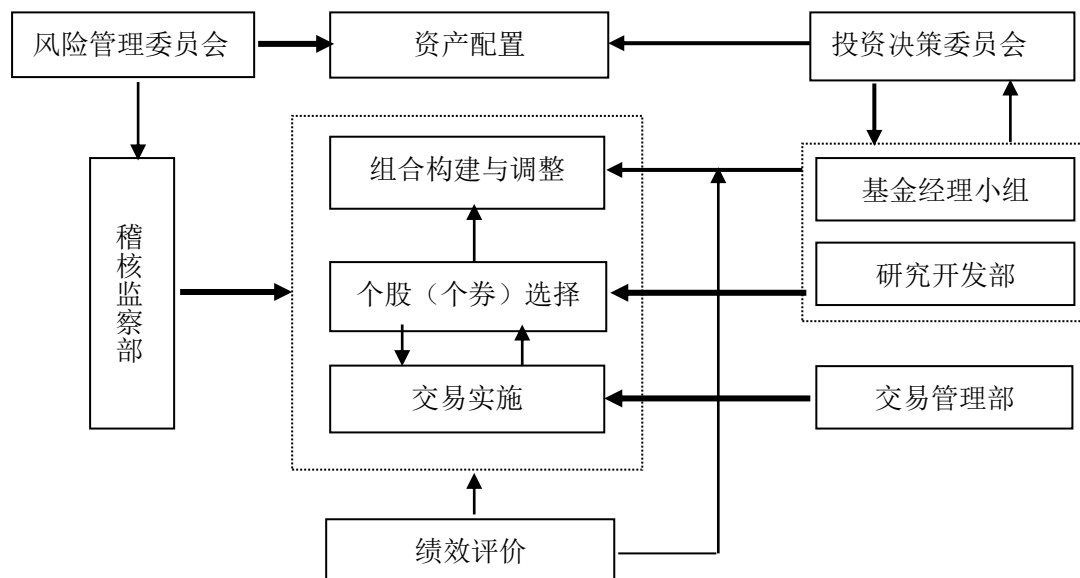 风险管理委员会
资产配置
投资决策委员会
组合构建与调整
基金经理小组
稽核监察部
个股（个券）选择
研究开发部
交易实施
交易管理部
绩效评价